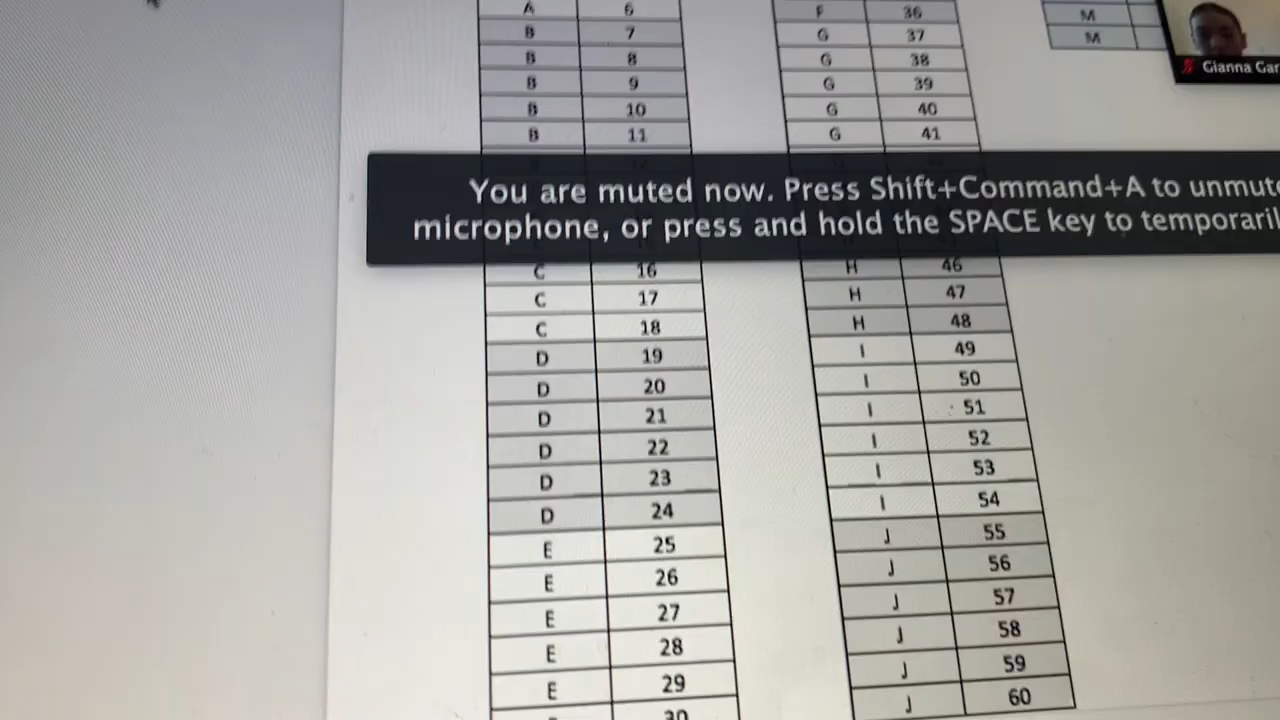 A 6
B 7
B 8
B 9
B 10
B 11
C 16
C 17
C 18
D 19
D 20
D 21
D 22
D 23
D 24
E 25
E 26
E 27
E 28
E 29
30
F 36
G 37
G 38
G 39
G 40
G 41
H 46
H 47
H 48
I 49
I 50
I 51
I 52
I 53
I 54
J 55
J 56
J 57
J 58
J 59
J 60
M
M
Gianna Gar
You are muted now. Press Shift+Command+A to unmute
microphone, or press and hold the SPACE key to temporaril